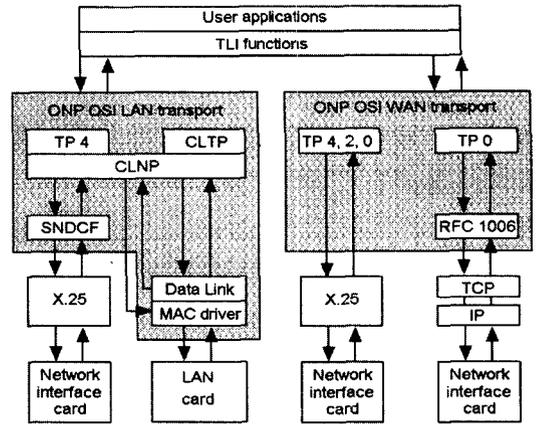 User applications
TLI functions
ONP OSI LAN transport
ONP OSI WAN transport
TP 4
CLTP
TP 4, 2, 0
TP 0
CLNP
SNDCF
RFC 1006
X.25
Data Link
MAC driver
X.25
TCP
IP
Network
interface
card
LAN
card
Network
interface
card
Network
interface
card